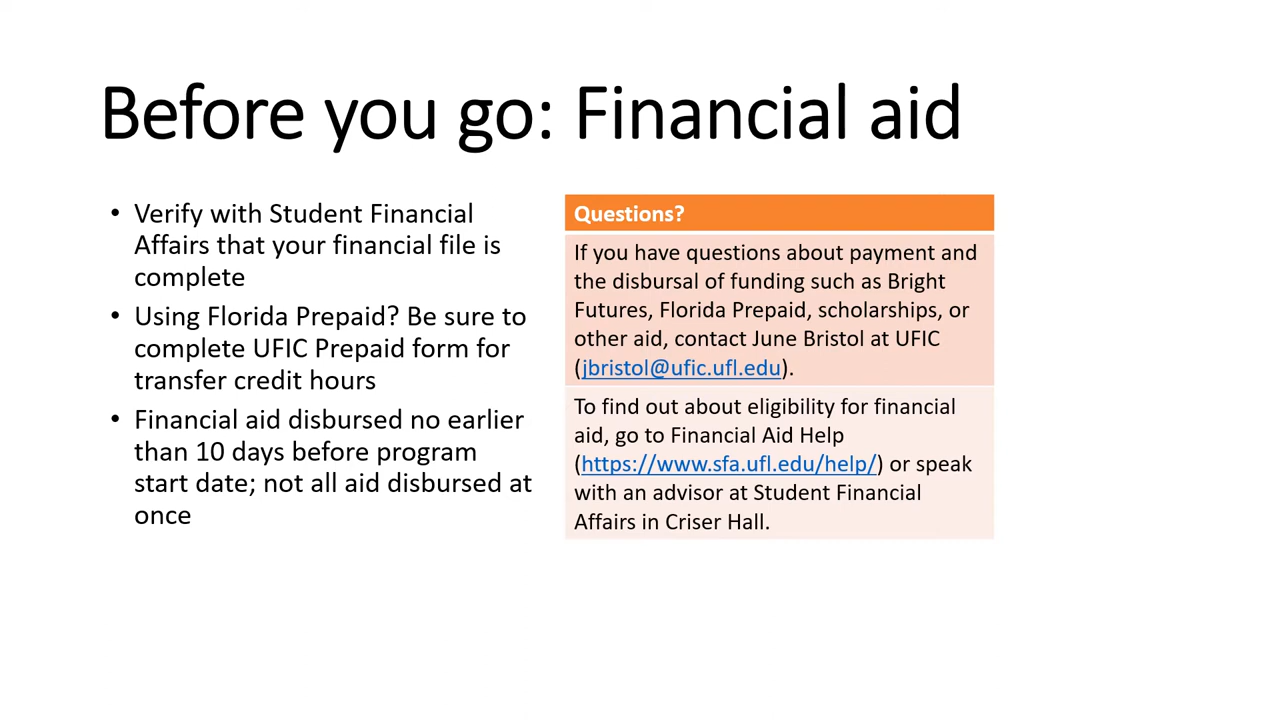 Before you go: Financial aid
• Verify with Student Financial
Affairs that your financial file is
complete
• Using Florida Prepaid? Be sure to
complete UFIC Prepaid form for
transfer credit hours
• Financial aid disbursed no earlier
than 10 days before program
start date; not all aid disbursed at
once
Questions?
If you have questions about payment and
the disbursal of funding such as Bright
Futures, Florida Prepaid, scholarships, or
other aid, contact June Bristol at UFIC
(jbristol@ufic.ufl.edu).
To find out about eligibility for financial
aid, go to Financial Aid Help
(https://www.sfa.ufl.edu/help/) or speak
with an advisor at Student Financial
Affairs in Criser Hall.